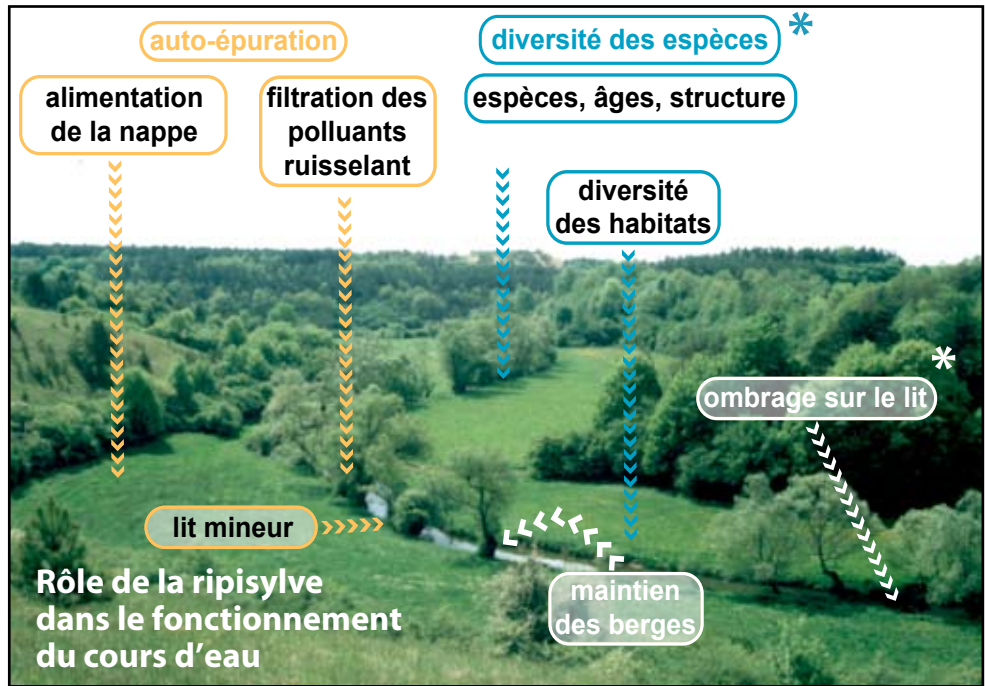 auto-épuration
diversité des espèces *
alimentation
de la nappe
filtration des
polluants
ruisselant
espèces, âges, structure
diversité
des habitats
ombrage sur le lit *
lit mineur
maintien
des berges
Rôle de la ripisylve
dans le fonctionnement
du cours d'eau